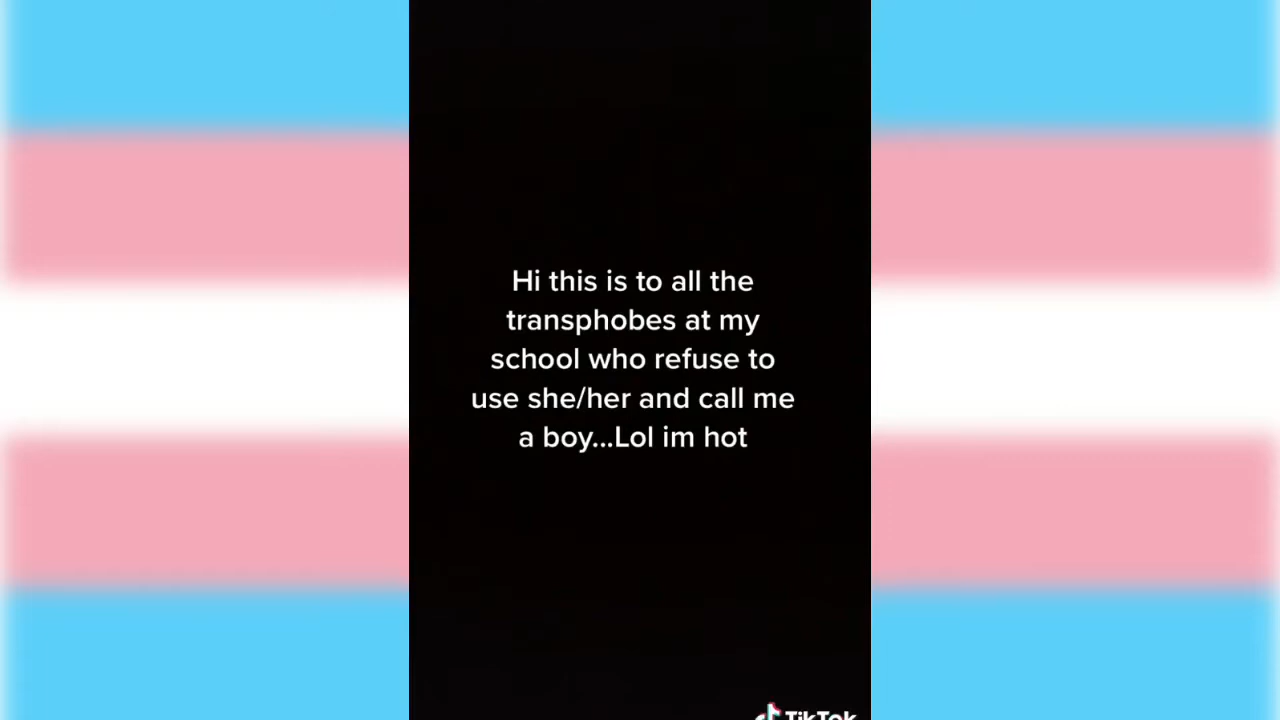 Hi this is to all the
transphobes at my
school who refuse to
use she/her and call me
a boy...Lol im hot
TikTok